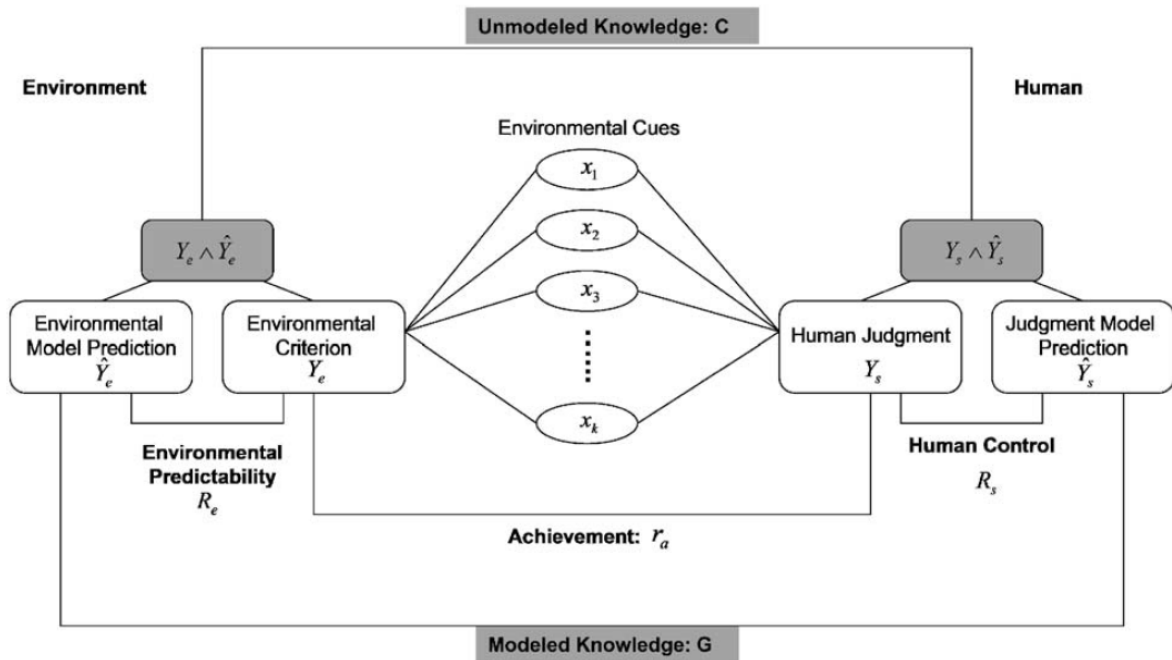 Unmodeled Knowledge: C
Environment
Human
Environmental Cues
x₁
x₂
x₃
xₖ
Yₑ ∧ Ŷₑ
Yₛ ∧ Ŷₛ
Environmental
Model Prediction
Ŷₑ
Environmental
Criterion
Yₑ
Human Judgment
Yₛ
Judgment Model
Prediction
Ŷₛ
Environmental
Predictability
Rₑ
Human Control
Rₛ
Achievement: rₐ
Modeled Knowledge: G